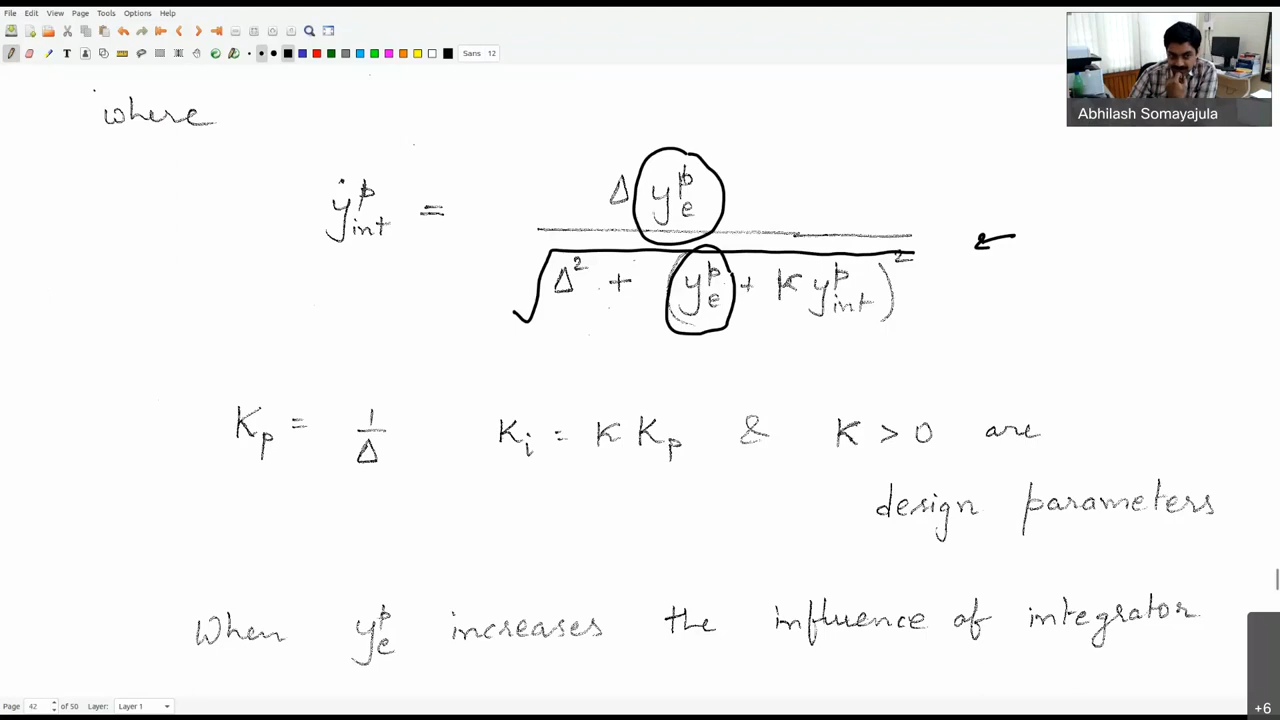 File Edit View Page Tools Options Help
Sans 12
Abhilash Somayajula
where
ẏ^p_int = Δ y^p_e / √(Δ² + (y^p_e + κ y^p_int)²)
K_p = 1/Δ K_i = κ K_p & κ > 0 are
design parameters
When y^p_e increases the influence of integrator
Page 42 of 50 Layer: Layer 1
+6